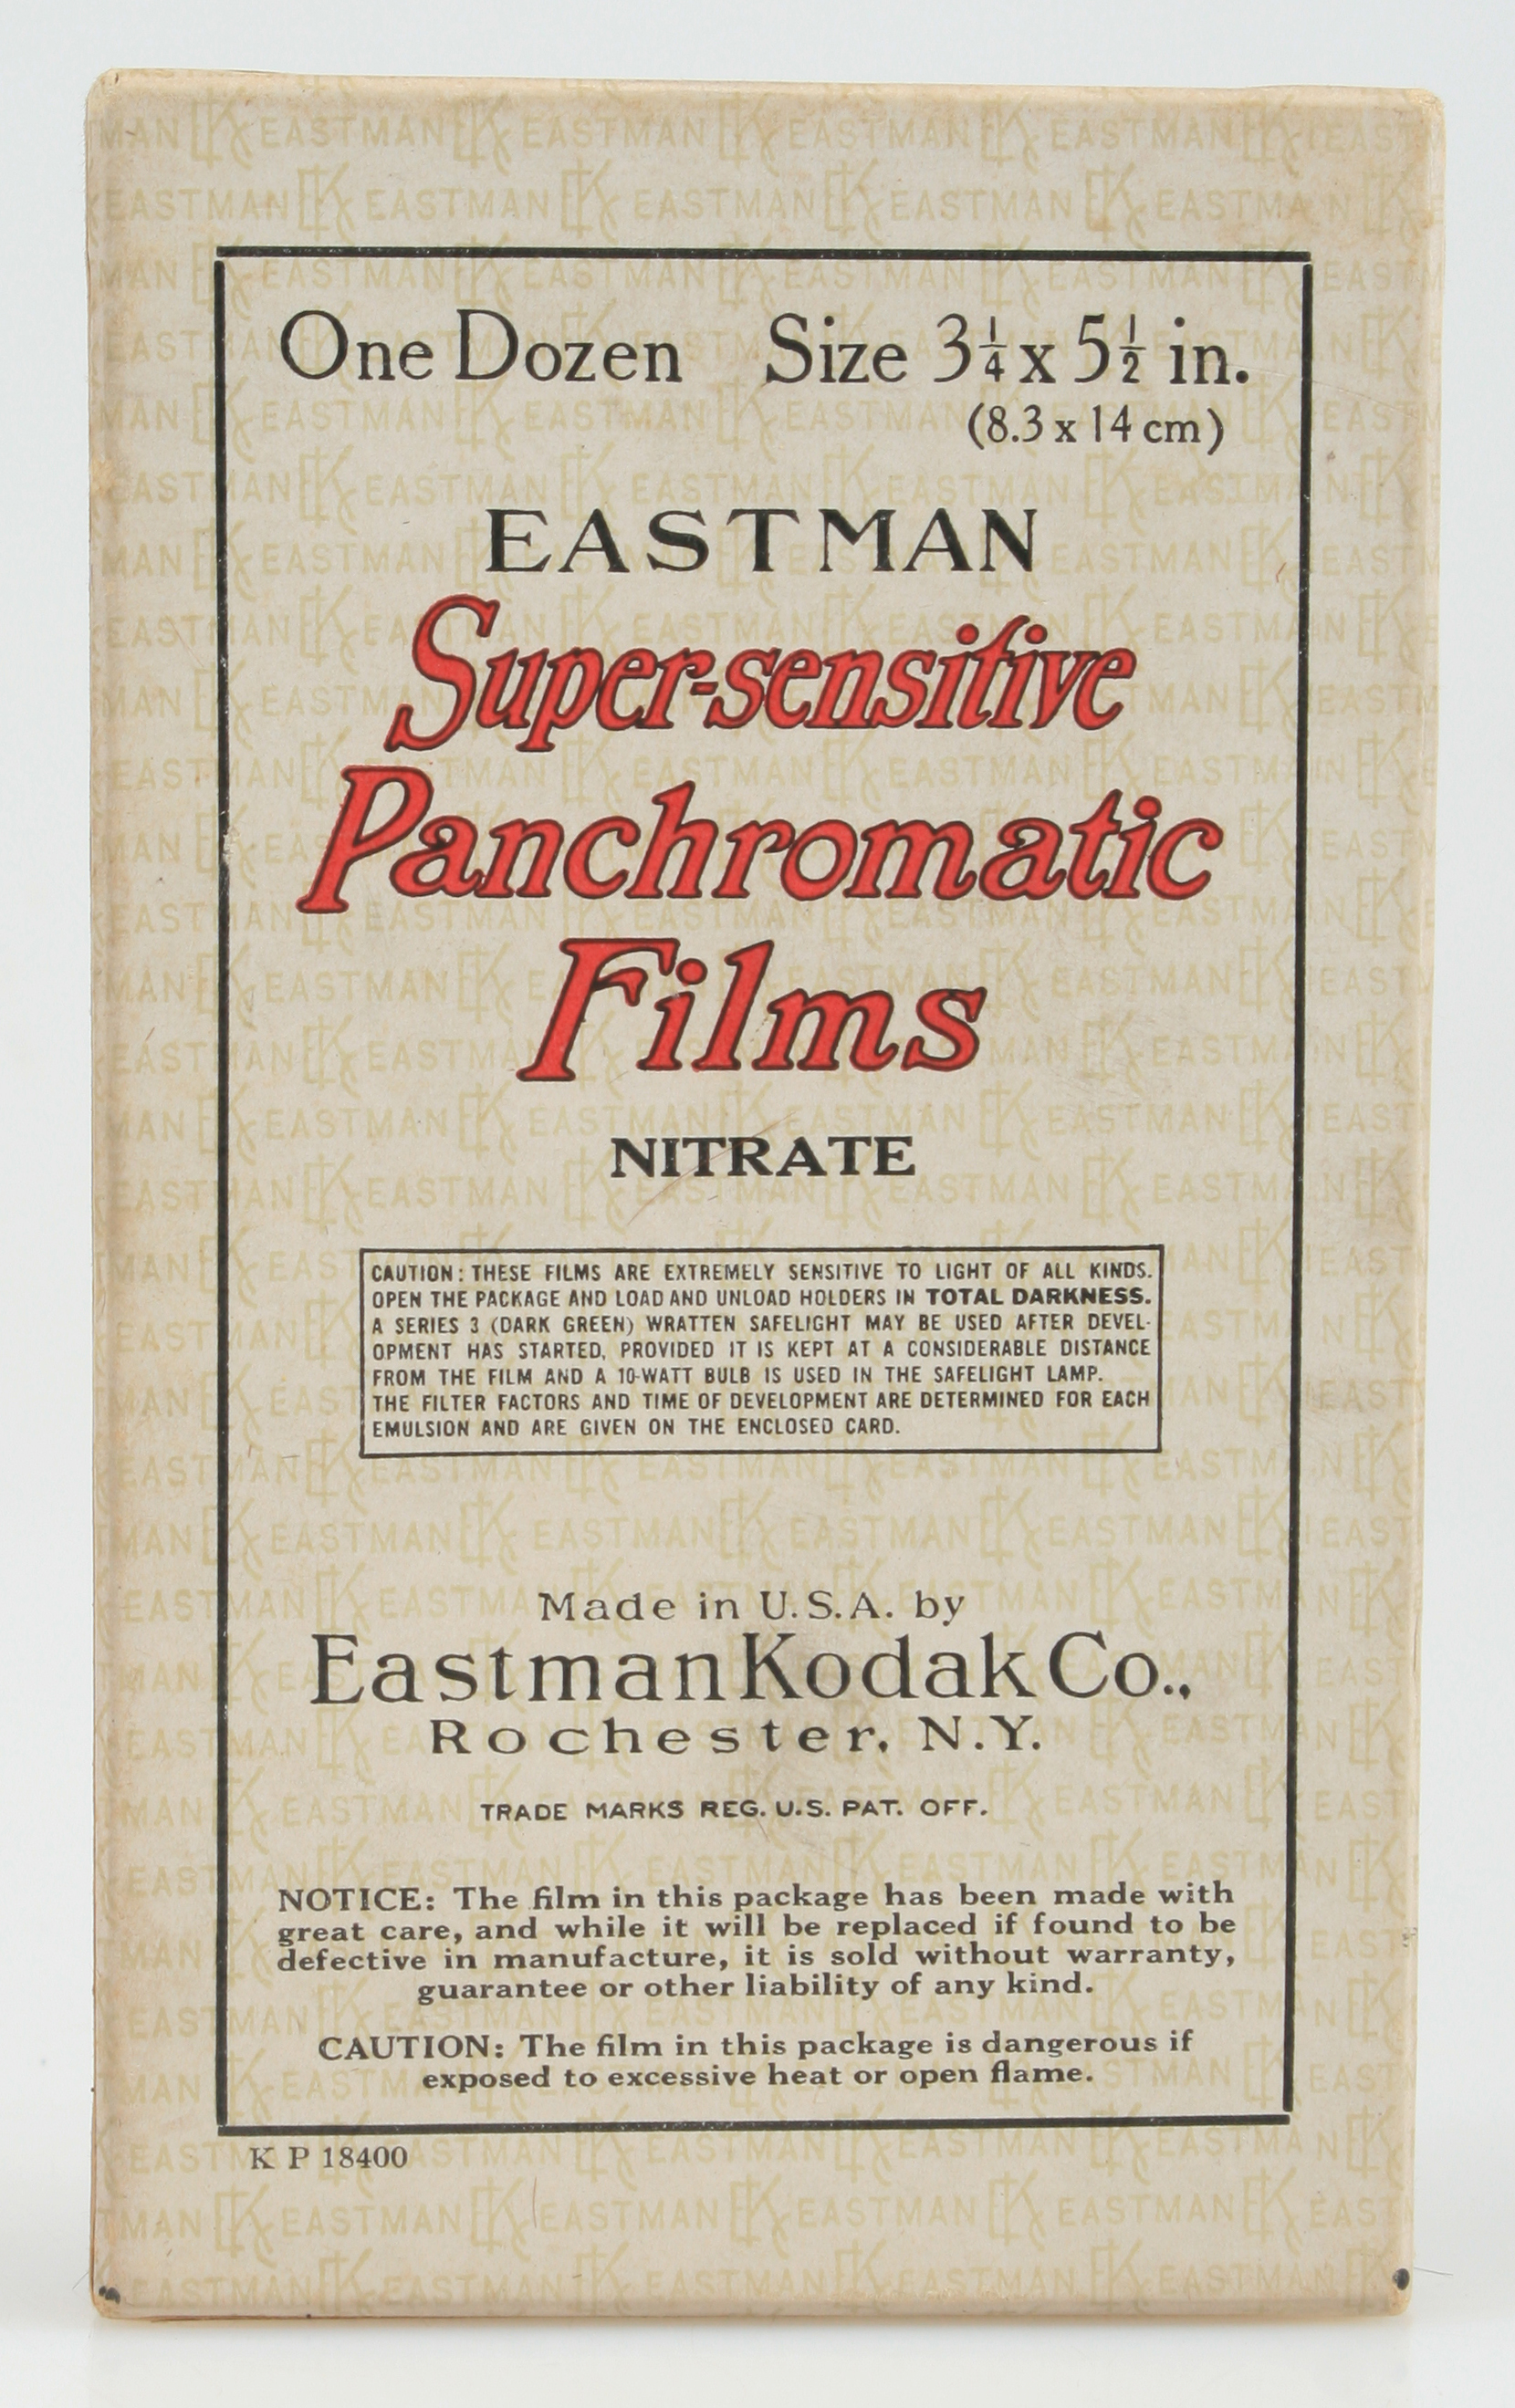 One Dozen Size 3¼ x 5½ in.
(8.3 x 14 cm)
EASTMAN
Super-sensitive
Panchromatic
Films
NITRATE
CAUTION: THESE FILMS ARE EXTREMELY SENSITIVE TO LIGHT OF ALL KINDS.
OPEN THE PACKAGE AND LOAD AND UNLOAD HOLDERS IN TOTAL DARKNESS.
A SERIES 3 (DARK GREEN) WRATTEN SAFELIGHT MAY BE USED AFTER DEVEL-
OPMENT HAS STARTED, PROVIDED IT IS KEPT AT A CONSIDERABLE DISTANCE
FROM THE FILM AND A 10-WATT BULB IS USED IN THE SAFELIGHT LAMP.
THE FILTER FACTORS AND TIME OF DEVELOPMENT ARE DETERMINED FOR EACH
EMULSION AND ARE GIVEN ON THE ENCLOSED CARD.
Made in U.S.A. by
Eastman Kodak Co.,
Rochester, N.Y.
TRADE MARKS REG. U.S. PAT. OFF.
NOTICE: The film in this package has been made with
great care, and while it will be replaced if found to be
defective in manufacture, it is sold without warranty,
guarantee or other liability of any kind.
CAUTION: The film in this package is dangerous if
exposed to excessive heat or open flame.
K P 18400